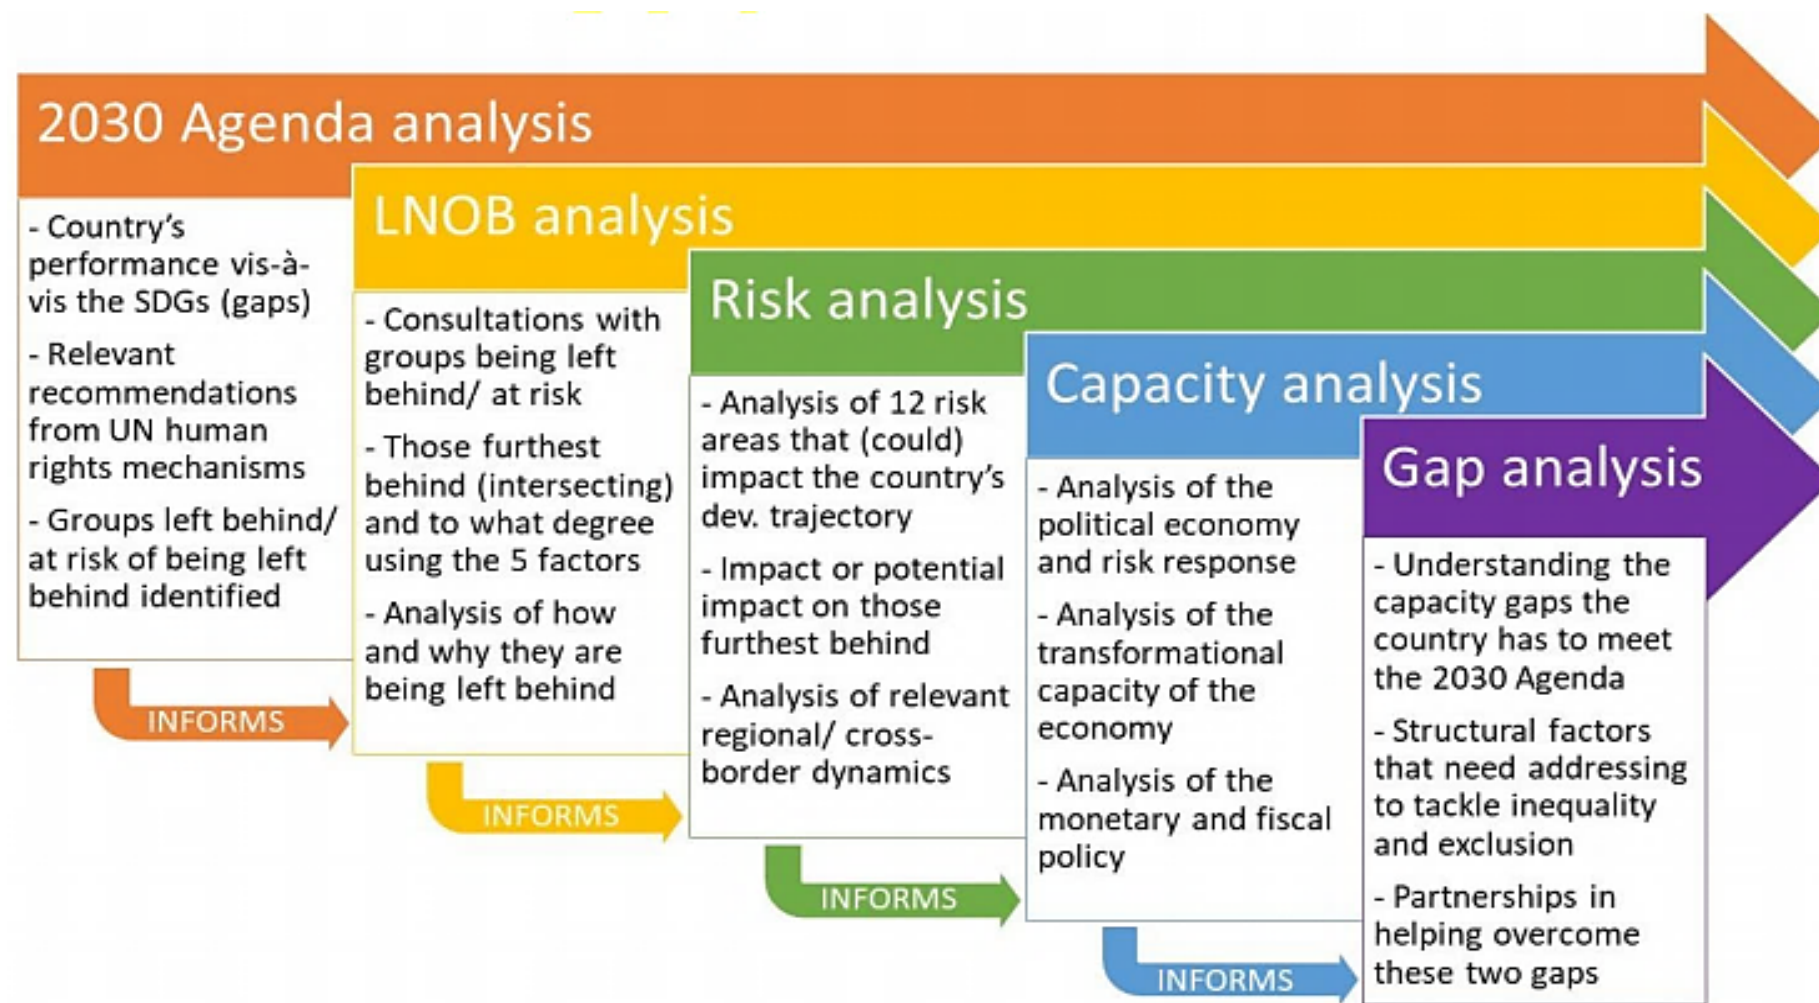 2030 Agenda analysis
- Country's
performance vis-à-
vis the SDGs (gaps)
- Relevant
recommendations
from UN human
rights mechanisms
- Groups left behind/
at risk of being left
behind identified
INFORMS
LNOB analysis
- Consultations with
groups being left
behind/ at risk
- Those furthest
behind (intersecting)
and to what degree
using the 5 factors
- Analysis of how
and why they are
being left behind
INFORMS
Risk analysis
- Analysis of 12 risk
areas that (could)
impact the country's
dev. trajectory
- Impact or potential
impact on those
furthest behind
- Analysis of relevant
regional/ cross-
border dynamics
INFORMS
Capacity analysis
- Analysis of the
political economy
and risk response
- Analysis of the
transformational
capacity of the
economy
- Analysis of the
monetary and fiscal
policy
INFORMS
Gap analysis
- Understanding the
capacity gaps the
country has to meet
the 2030 Agenda
- Structural factors
that need addressing
to tackle inequality
and exclusion
- Partnerships in
helping overcome
these two gaps